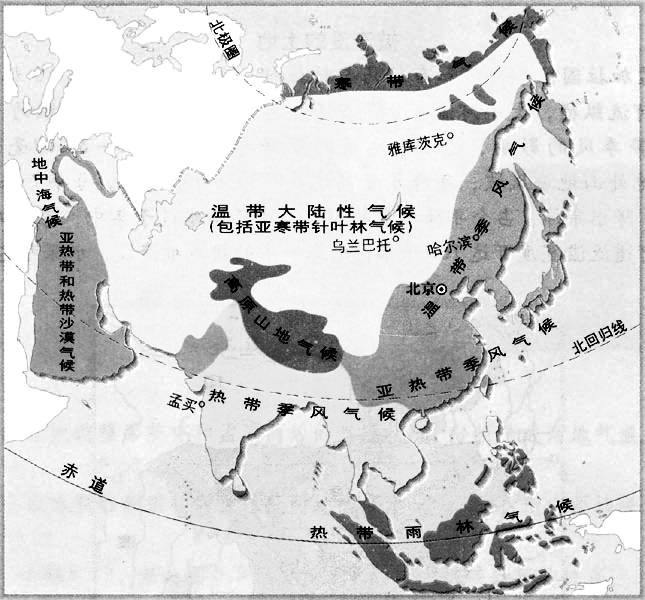 北极圈
寒带气候
雅库茨克
地中海气候
温带大陆性气候
(包括亚寒带针叶林气候)
乌兰巴托
哈尔滨
温带季风气候
亚热带和热带沙漠气候
高原山地气候
北京
北回归线
亚热带季风气候
孟买
热带季风气候
赤道
热带雨林气候